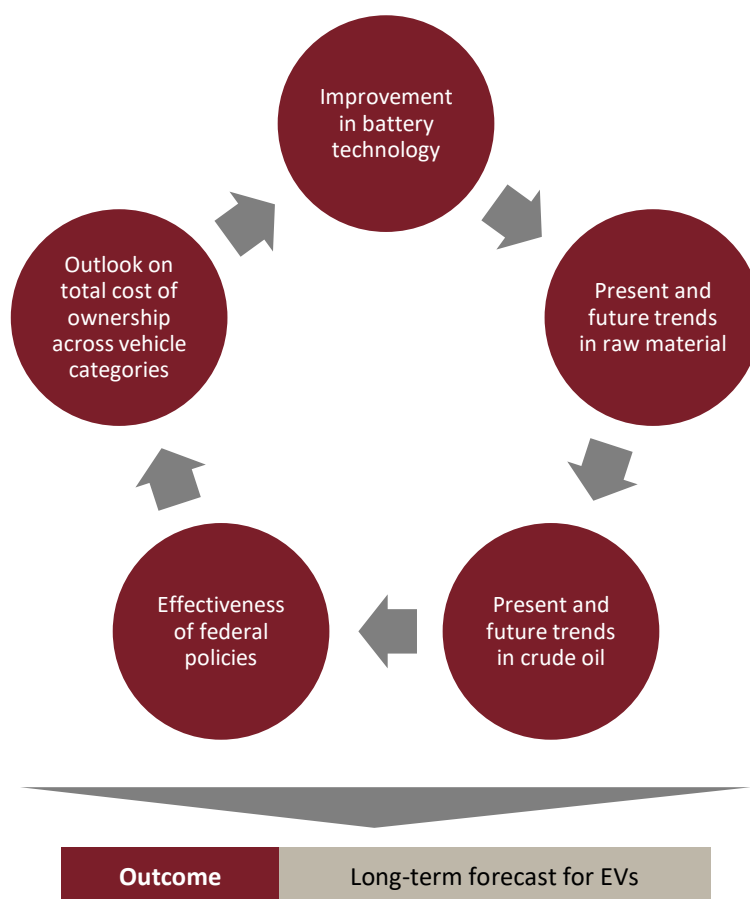 Improvement
in battery
technology
Present and
future trends
in raw material
Present and
future trends
in crude oil
Effectiveness
of federal
policies
Outlook on
total cost of
ownership
across vehicle
categories
Outcome
Long-term forecast for EVs